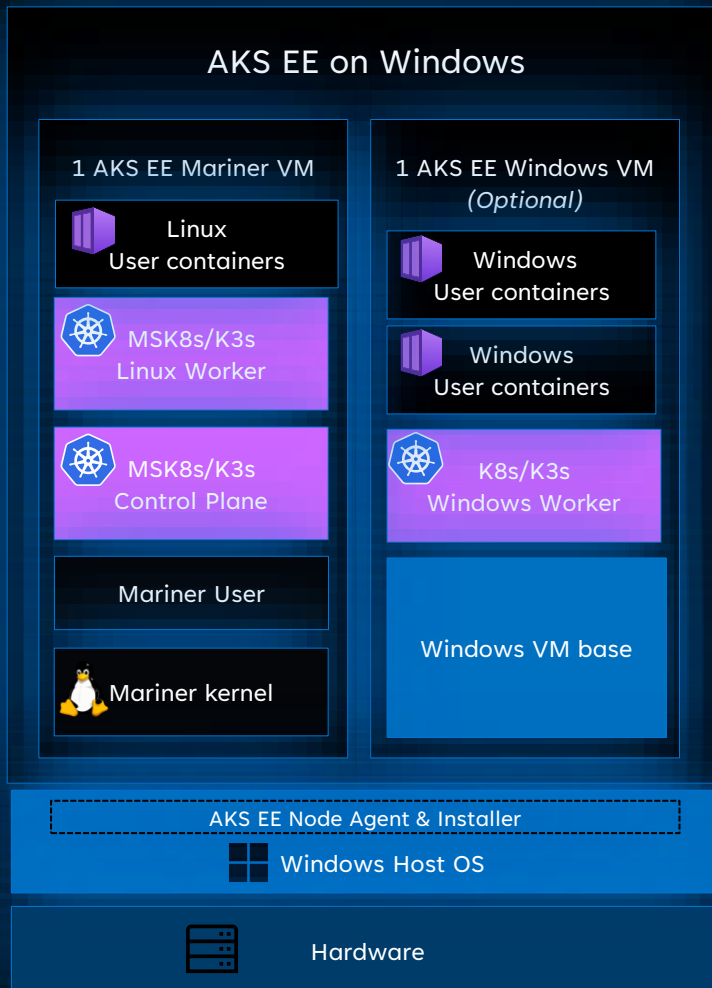 AKS EE on Windows
1 AKS EE Mariner VM
Linux
User containers
MSK8s/K3s
Linux Worker
MSK8s/K3s
Control Plane
Mariner User
Mariner kernel
1 AKS EE Windows VM
(Optional)
Windows
User containers
Windows
User containers
K8s/K3s
Windows Worker
Windows VM base
AKS EE Node Agent & Installer
Windows Host OS
Hardware